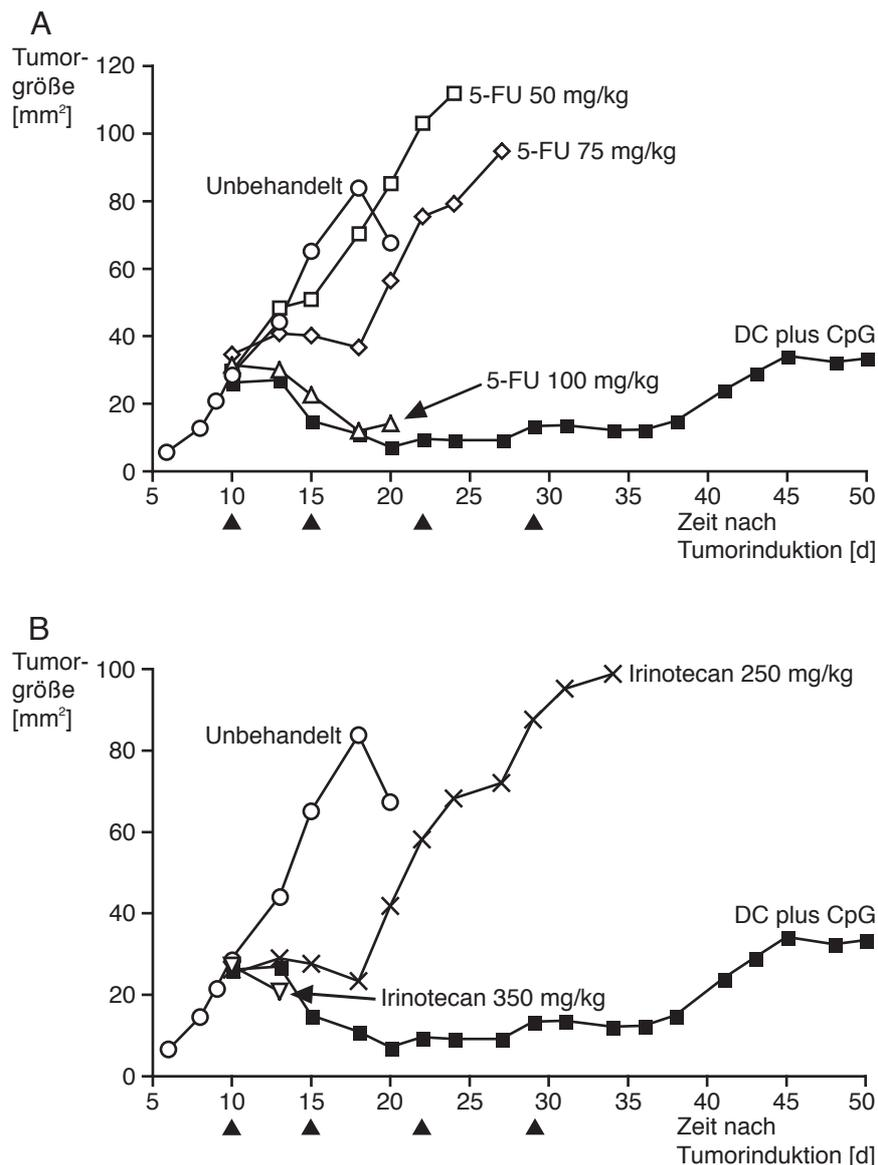 A
Tumor-
größe
[mm²]
120
100
80
60
40
20
0
5-FU 50 mg/kg
5-FU 75 mg/kg
Unbehandelt
DC plus CpG
5-FU 100 mg/kg
5 10 15 20 25 30 35 40 45 50
Zeit nach
Tumorinduktion [d]
B
Tumor-
größe
[mm²]
100
80
60
40
20
0
Irinotecan 250 mg/kg
Unbehandelt
DC plus CpG
Irinotecan 350 mg/kg
5 10 15 20 25 30 35 40 45 50
Zeit nach
Tumorinduktion [d]